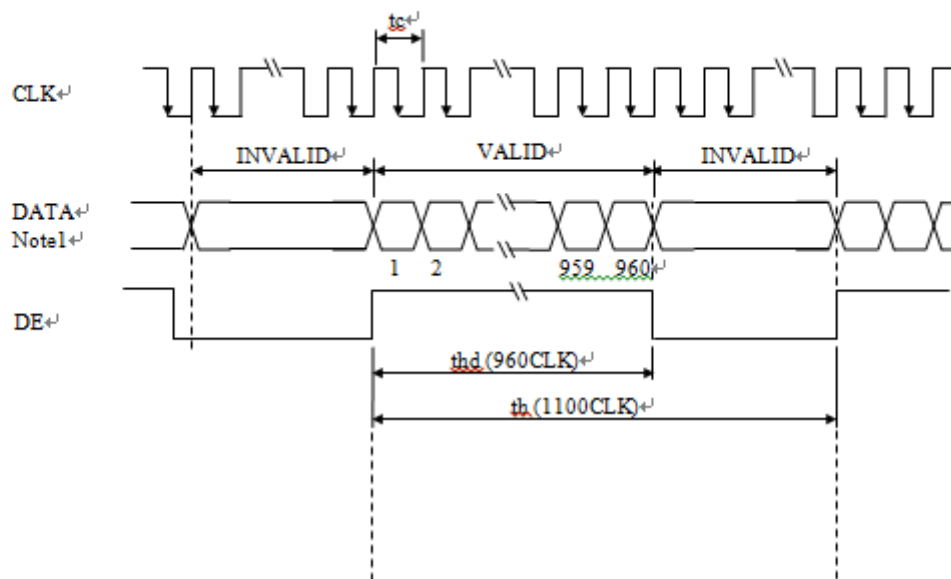 tc↵
CLK↵
INVALID↵ VALID↵ INVALID↵
DATA↵
Note1↵
1 2 959 960↵
DE↵
thd (960CLK)↵
th (1100CLK)↵